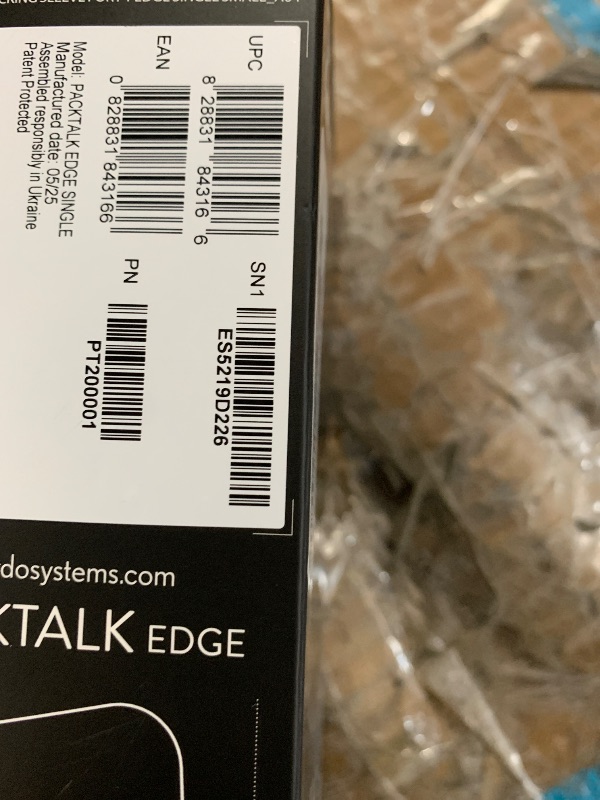 UPC
8 28831 84316 6
EAN
0 828831 843166
Model: PACKTALK EDGE SINGLE
Manufactured date: 05/25
Assembled responsibly in Ukraine
Patent Protected
SN1
ES5219D226
PN
PT200001
dosystems.com
KTALK EDGE